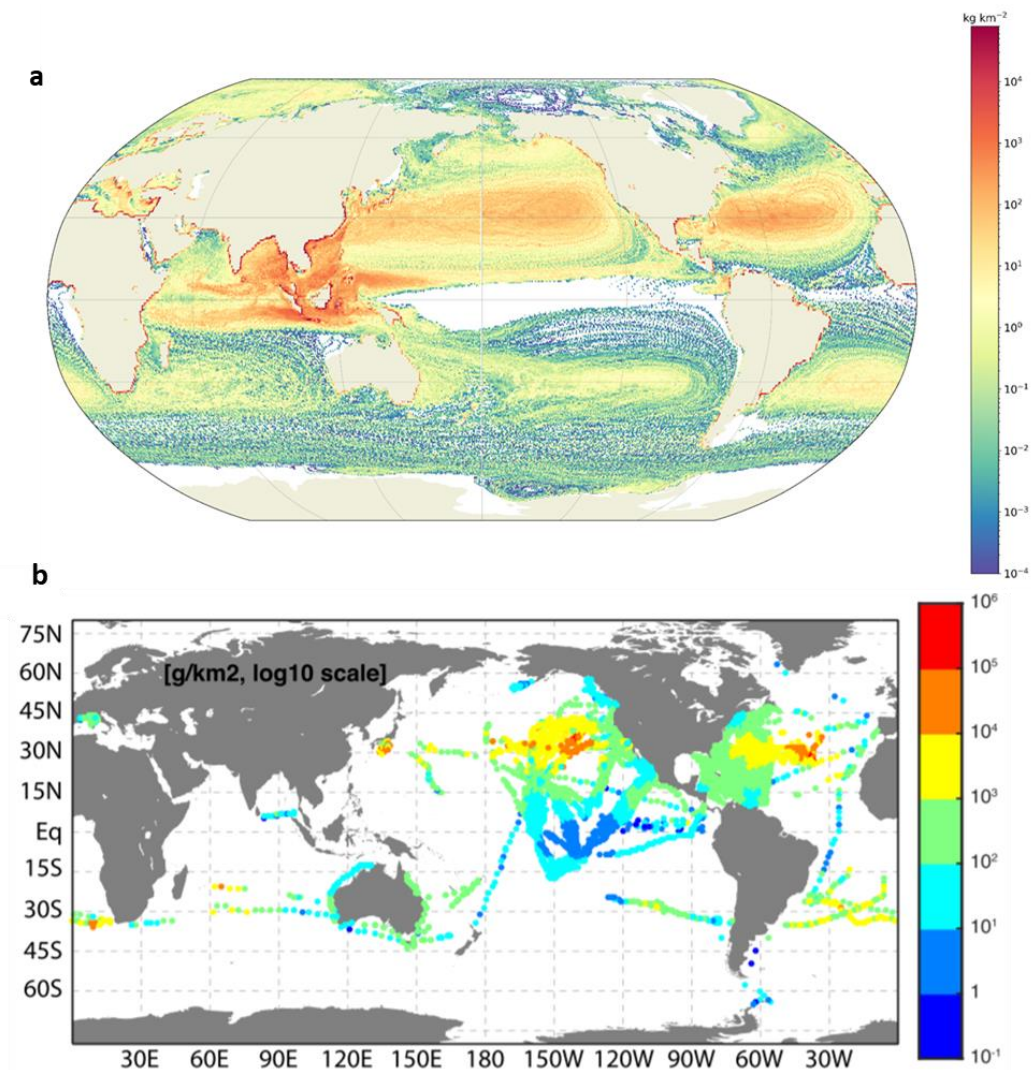 kg km⁻²
a
10⁴
10³
10²
10¹
10⁰
10⁻¹
10⁻²
10⁻³
10⁻⁴
b
[g/km2, log10 scale]
75N
60N
45N
30N
15N
Eq
15S
30S
45S
60S
30E 60E 90E 120E 150E 180 150W 120W 90W 60W 30W
10⁶
10⁵
10⁴
10³
10²
10¹
1
10⁻¹